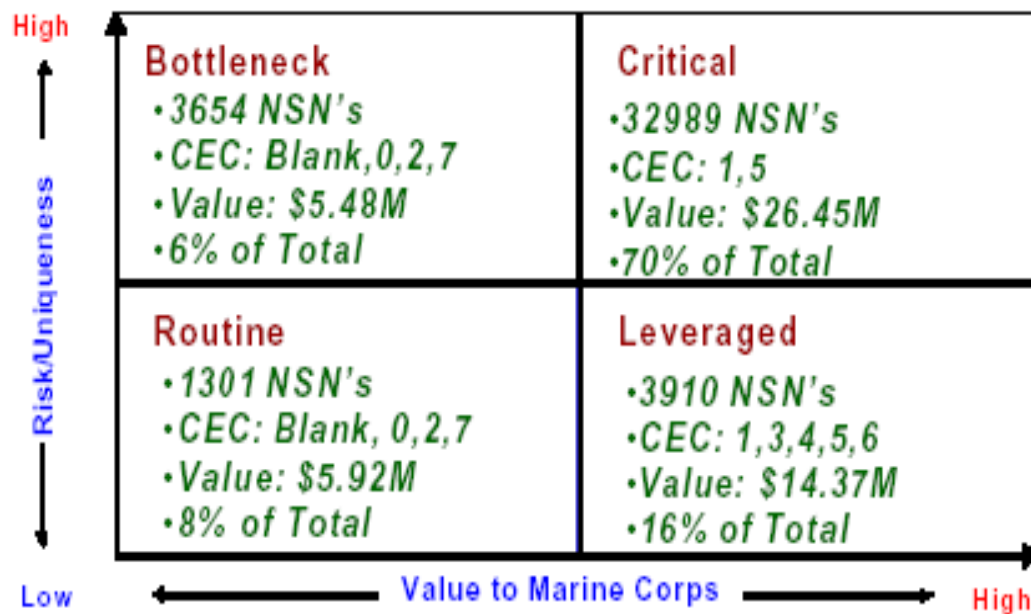 High
Bottleneck
•3654 NSN's
•CEC: Blank,0,2,7
•Value: $5.48M
•6% of Total
Critical
•32989 NSN's
•CEC: 1,5
•Value: $26.45M
•70% of Total
Risk/Uniqueness
Routine
•1301 NSN's
•CEC: Blank, 0,2,7
•Value: $5.92M
•8% of Total
Leveraged
•3910 NSN's
•CEC: 1,3,4,5,6
•Value: $14.37M
•16% of Total
Low
Value to Marine Corps
High